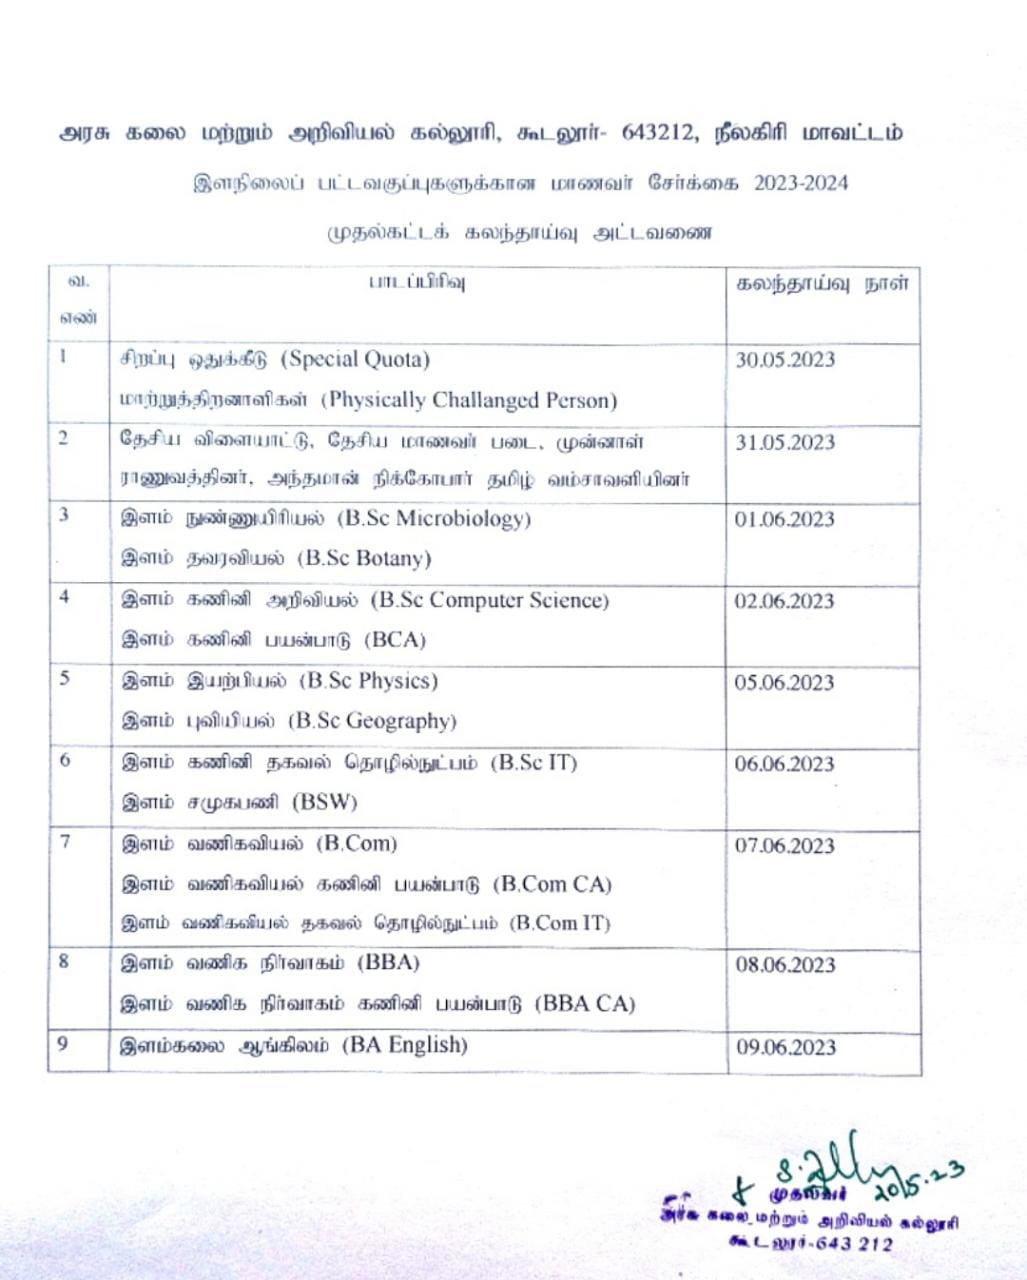 அரசு கலை மற்றும் அறிவியல் கல்லூரி, கூடலூர்- 643212, நீலகிரி மாவட்டம்
இளநிலைப் பட்டவகுப்புகளுக்கான மாணவர் சேர்க்கை 2023-2024
முதல்கட்டக் கலந்தாய்வு அட்டவணை
வ. எண் பாடப்பிரிவு கலந்தாய்வு நாள்
1 சிறப்பு ஒதுக்கீடு (Special Quota) 30.05.2023
மாற்றுத்திறனாளிகள் (Physically Challanged Person)
2 தேசிய விளையாட்டு, தேசிய மாணவர் படை, முன்னாள் 31.05.2023
ராணுவத்தினர், அந்தமான் நிக்கோபார் தமிழ் வம்சாவளியினர்
3 இளம் நுண்ணுயிரியல் (B.Sc Microbiology) 01.06.2023
இளம் தவரவியல் (B.Sc Botany)
4 இளம் கணினி அறிவியல் (B.Sc Computer Science) 02.06.2023
இளம் கணினி பயன்பாடு (BCA)
5 இளம் இயற்பியல் (B.Sc Physics) 05.06.2023
இளம் புவியியல் (B.Sc Geography)
6 இளம் கணினி தகவல் தொழில்நுட்பம் (B.Sc IT) 06.06.2023
இளம் சமுகபணி (BSW)
7 இளம் வணிகவியல் (B.Com) 07.06.2023
இளம் வணிகவியல் கணினி பயன்பாடு (B.Com CA)
இளம் வணிகவியல் தகவல் தொழில்நுட்பம் (B.Com IT)
8 இளம் வணிக நிர்வாகம் (BBA) 08.06.2023
இளம் வணிக நிர்வாகம் கணினி பயன்பாடு (BBA CA)
9 இளம்கலை ஆங்கிலம் (BA English) 09.06.2023
20/5.23
முதல்வர்
அரசு கலை மற்றும் அறிவியல் கல்லூரி
கூடலூர்-643 212